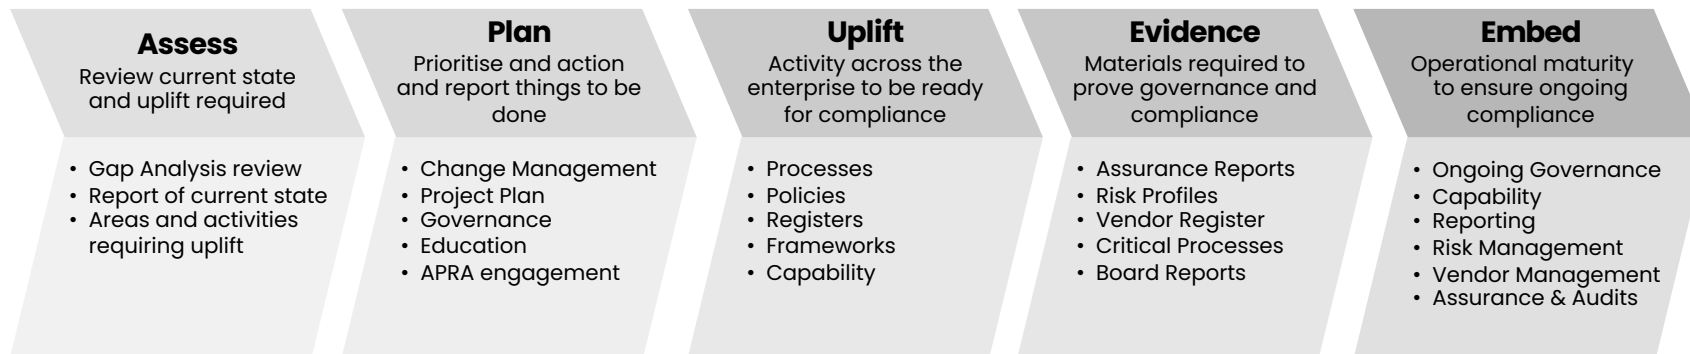 Assess
Review current state
and uplift required
• Gap Analysis review
• Report of current state
• Areas and activities
requiring uplift
Plan
Prioritise and action
and report things to be
done
• Change Management
• Project Plan
• Governance
• Education
• APRA engagement
Uplift
Activity across the
enterprise to be ready
for compliance
• Processes
• Policies
• Registers
• Frameworks
• Capability
Evidence
Materials required to
prove governance and
compliance
• Assurance Reports
• Risk Profiles
• Vendor Register
• Critical Processes
• Board Reports
Embed
Operational maturity
to ensure ongoing
compliance
• Ongoing Governance
• Capability
• Reporting
• Risk Management
• Vendor Management
• Assurance & Audits